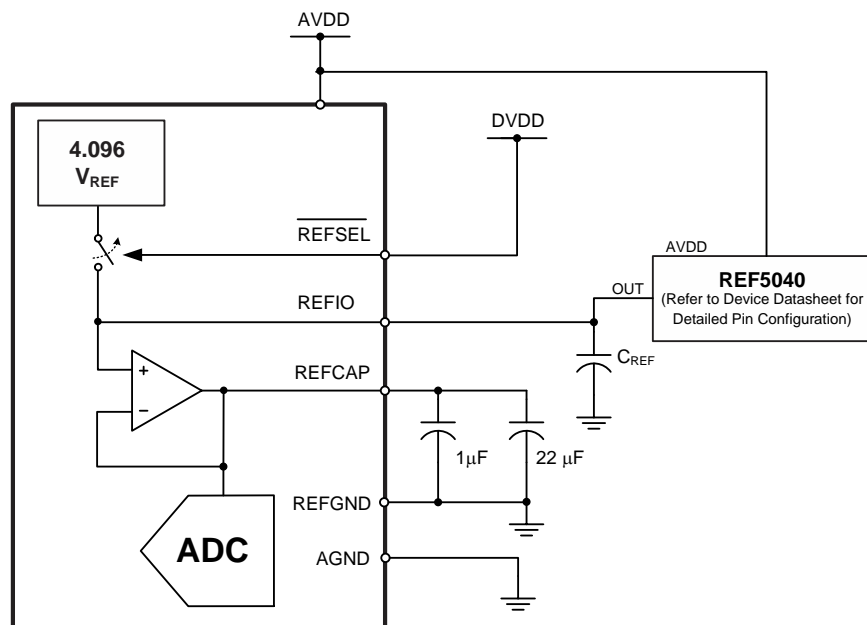 AVDD
4.096
VREF
DVDD
REFSEL
AVDD
REF5040
(Refer to Device Datasheet for
Detailed Pin Configuration)
OUT
REFIO
CREF
REFCAP
+
−
1μF
22 μF
REFGND
ADC
AGND